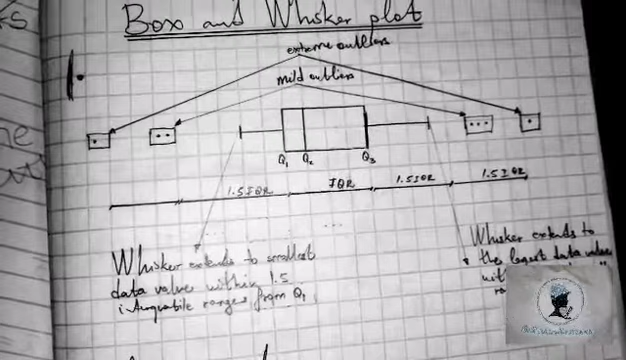 Box and Whisker plot
extreme outliers
1.
mild outliers
Q1 Q2 Q3
1.5IQR IQR 1.5IQR 1.5IQR
Whisker extends to smallest
data value within 1.5
ranges from Q1
Whisker extends to
the largest data value